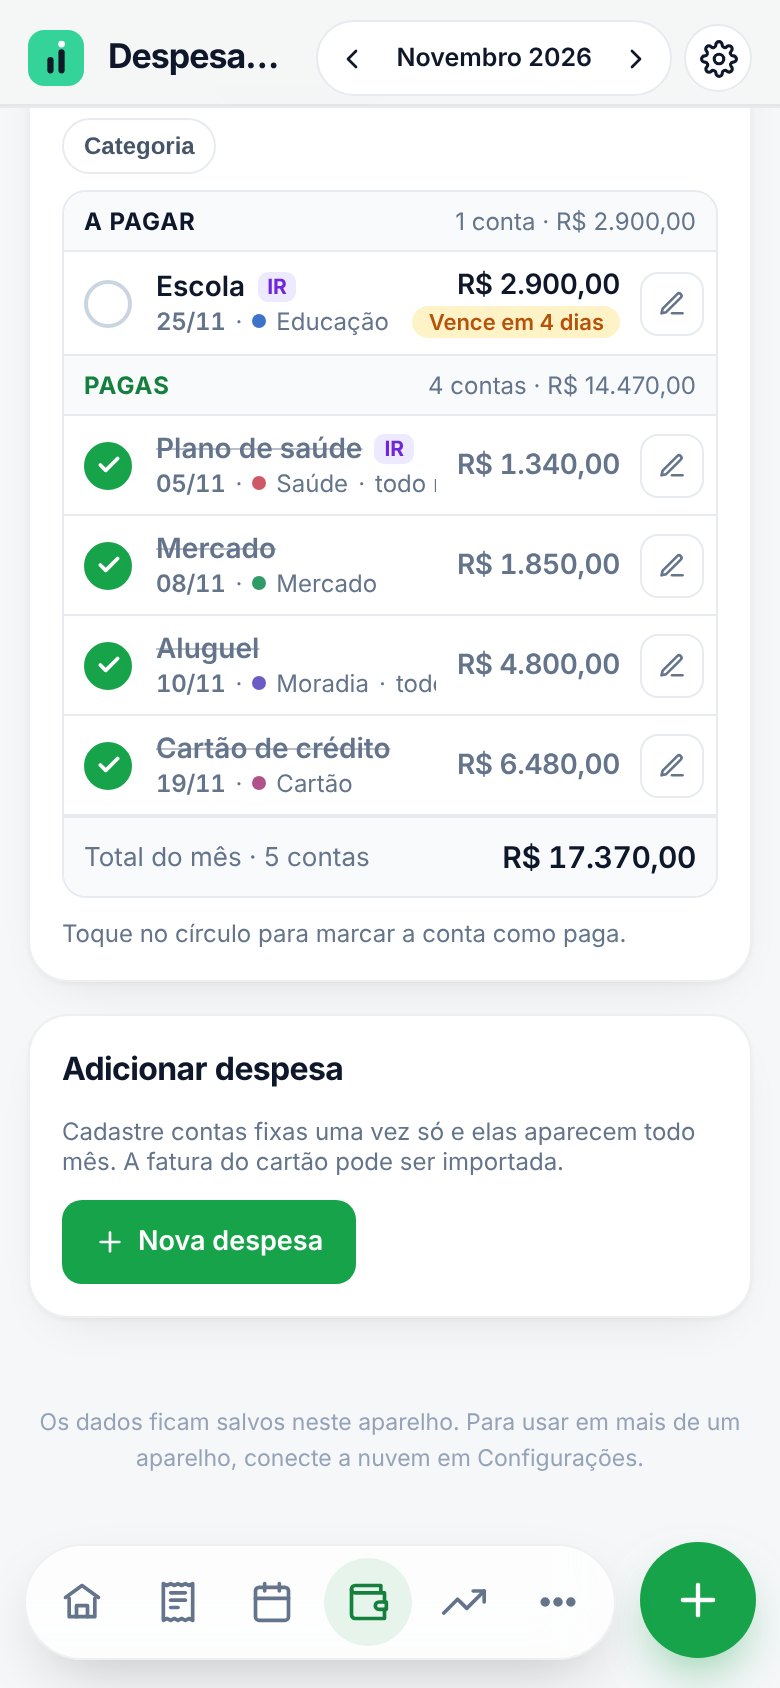 Despesa...
Novembro 2026
Categoria
A PAGAR
1 conta · R$ 2.900,00
Escola IR
R$ 2.900,00
25/11 · Educação
Vence em 4 dias
PAGAS
4 contas · R$ 14.470,00
Plano de saúde IR
05/11 · Saúde · todo
R$ 1.340,00
Mercado
08/11 · Mercado
R$ 1.850,00
Aluguel
10/11 · Moradia ·
R$ 4.800,00
Cartão de crédito
19/11 · Cartão
R$ 6.480,00
Total do mês · 5 contas
R$ 17.370,00
Toque no círculo para marcar a conta como paga.
Adicionar despesa
Cadastre contas fixas uma vez só e elas aparecem todo
mês. A fatura do cartão pode ser importada.
+ Nova despesa
Os dados ficam salvos neste aparelho. Para usar em mais de um
aparelho, conecte a nuvem em Configurações.